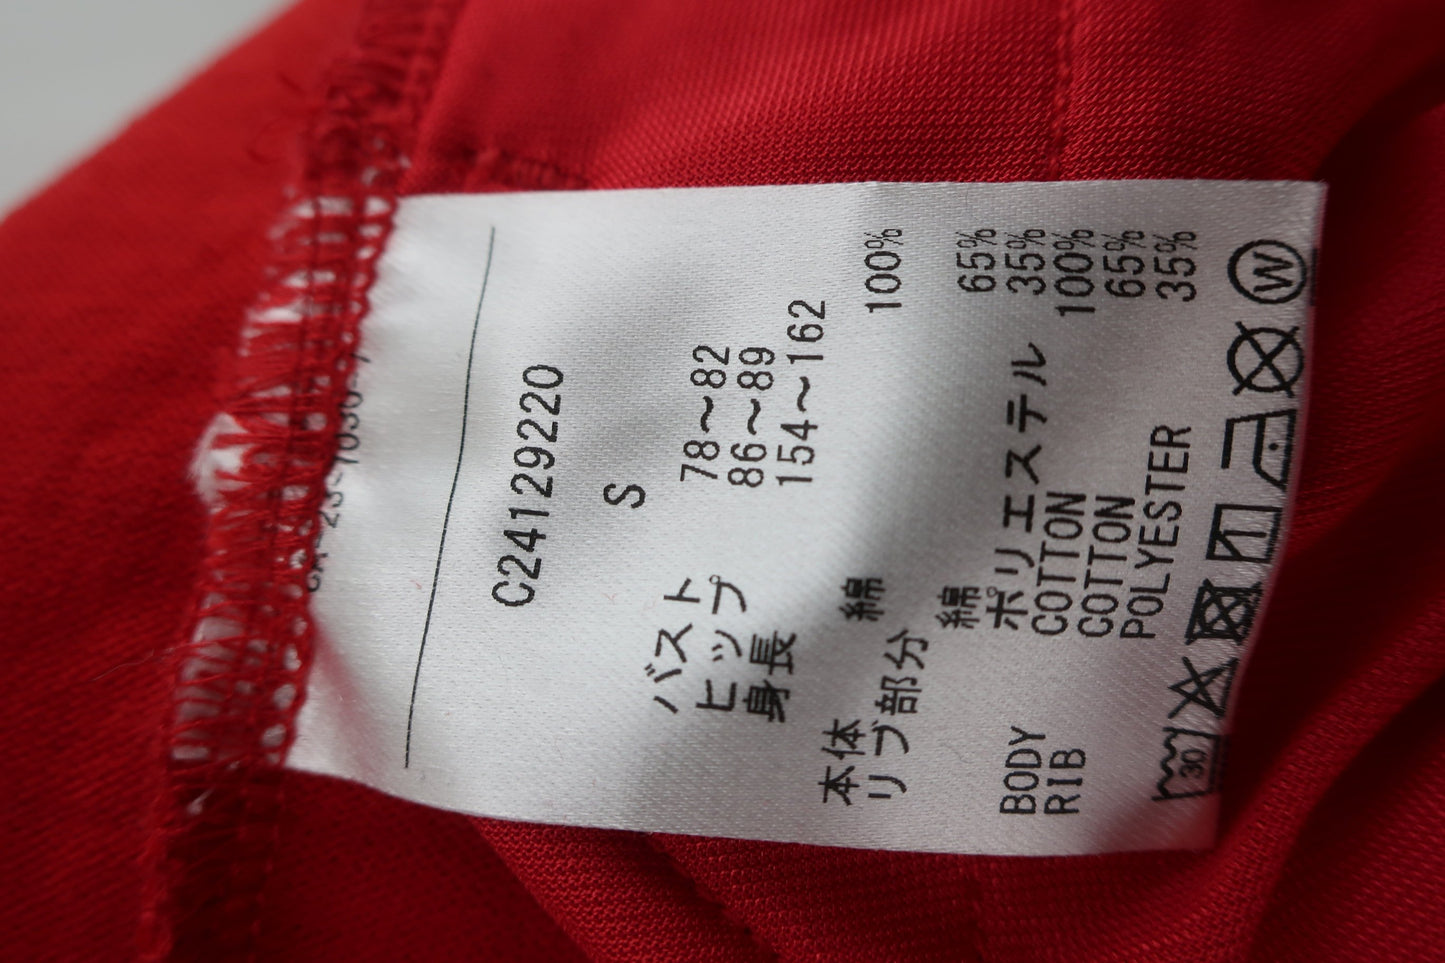 C24129220
S
バスト 78～82
ヒップ 86～89
身長 154～162
本体 綿 100%
リブ部分
綿 65%
ポリエステル 35%
BODY COTTON 100%
RIB COTTON 65%
POLYESTER 35%
30
W